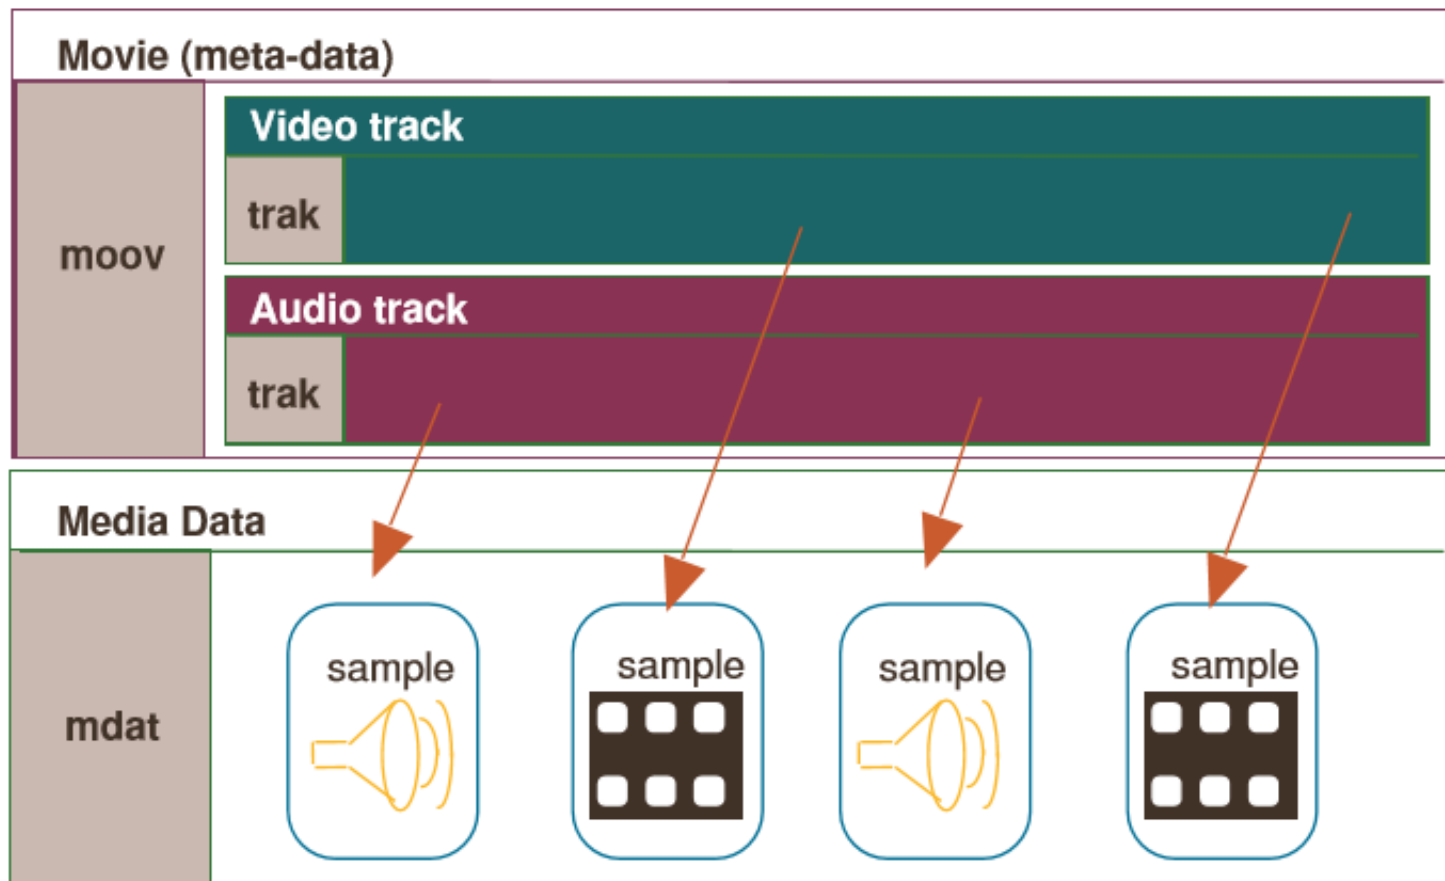 Movie (meta-data)
moov
Video track
trak
Audio track
trak
Media Data
mdat
sample
sample
sample
sample